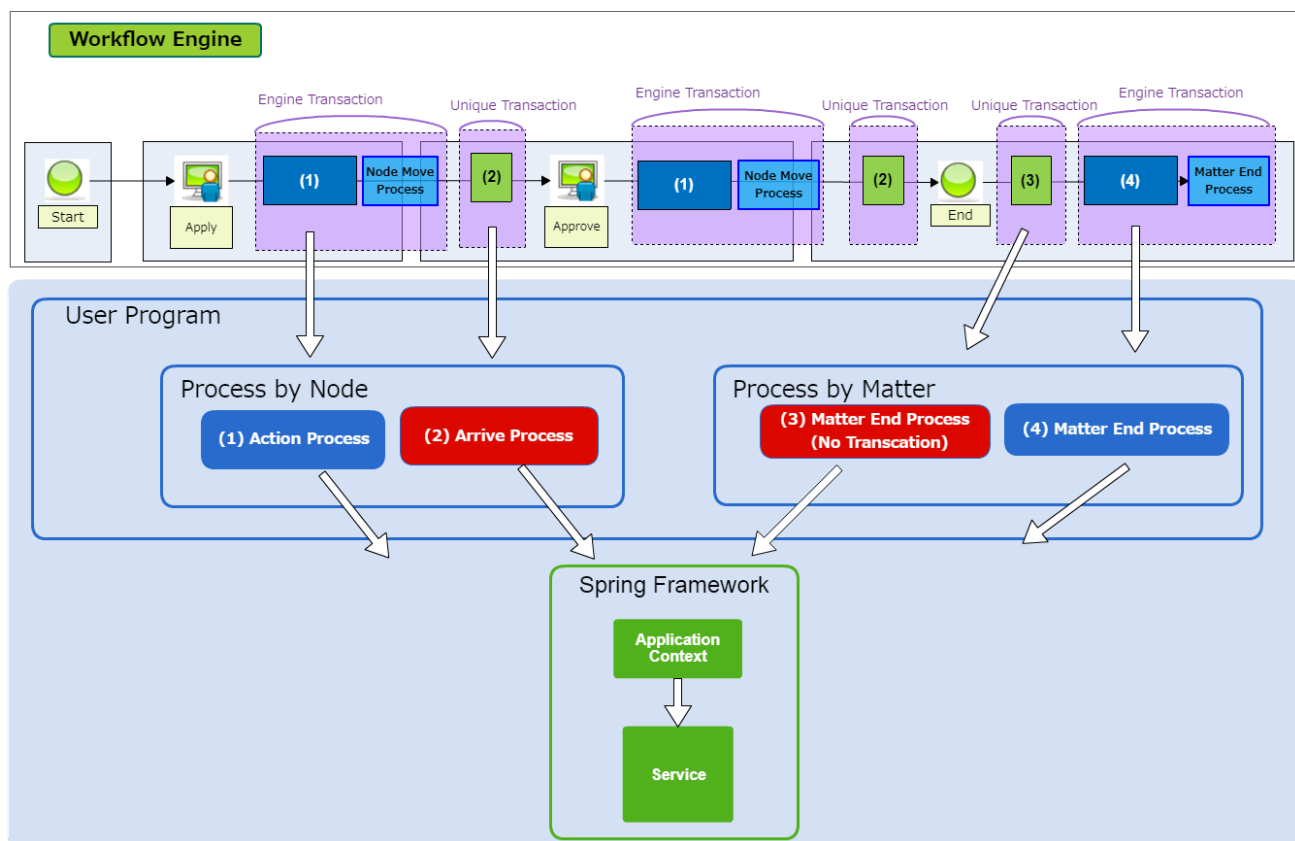 Workflow Engine
Engine Transaction
Unique Transaction
Engine Transaction
Unique Transaction
Unique Transaction
Engine Transaction
Start
Apply
(1)
Node Move
Process
(2)
Approve
(1)
Node Move
Process
(2)
End
(3)
(4)
Matter End
Process
User Program
Process by Node
(1) Action Process
(2) Arrive Process
Process by Matter
(3) Matter End Process
(No Transcation)
(4) Matter End Process
Spring Framework
Application
Context
Service